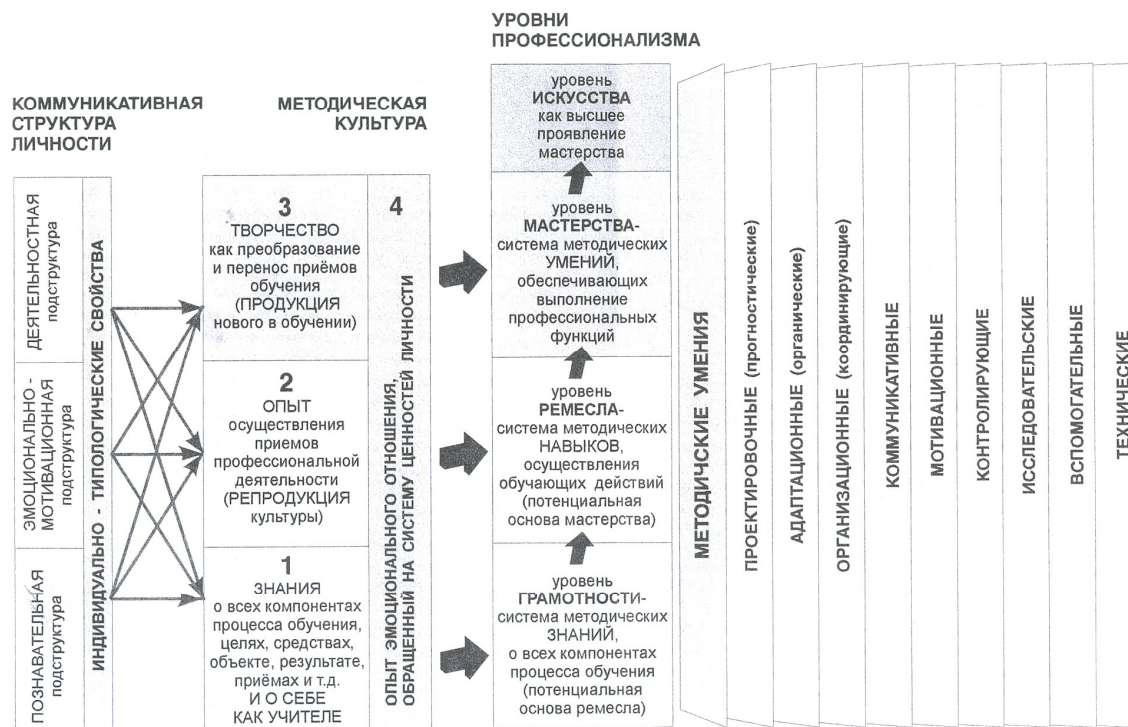 КОММУНИКАТИВНАЯ
СТРУКТУРА
ЛИЧНОСТИ
ДЕЯТЕЛЬНОСТНАЯ
подструктура
ЭМОЦИОНАЛЬНО -
МОТИВАЦИОННАЯ
подструктура
ПОЗНАВАТЕЛЬНАЯ
подструктура
ИНДИВИДУАЛЬНО - ТИПОЛОГИЧЕСКИЕ СВОЙСТВА
МЕТОДИЧЕСКАЯ
КУЛЬТУРА
3
ТВОРЧЕСТВО
как преобразование
и перенос приёмов
обучения
(ПРОДУКЦИЯ
нового в обучении)
2
ОПЫТ
осуществления
приемов
профессиональной
деятельности
(РЕПРОДУКЦИЯ
культуры)
1
ЗНАНИЯ
о всех компонентах
процесса обучения,
целях, средствах,
объекте, результате,
приёмах и т.д.
И О СЕБЕ
КАК УЧИТЕЛЕ
4
ОПЫТ ЭМОЦИОНАЛЬНОГО ОТНОШЕНИЯ,
ОБРАЩЕННЫЙ НА СИСТЕМУ ЦЕННОСТЕЙ ЛИЧНОСТИ
УРОВНИ
ПРОФЕССИОНАЛИЗМА
уровень
ИСКУССТВА
как высшее
проявление
мастерства
уровень
МАСТЕРСТВА-
система методических
УМЕНИЙ,
обеспечивающих
выполнение
профессиональных
функций
уровень
РЕМЕСЛА-
система методических
НАВЫКОВ,
осуществления
обучающих действий
(потенциальная
основа мастерства)
уровень
ГРАМОТНОСТИ-
система методических
ЗНАНИЙ,
о всех компонентах
процесса обучения
(потенциальная
основа ремесла)
МЕТОДИЧСКИЕ УМЕНИЯ
ПРОЕКТИРОВОЧНЫЕ (прогностические)
АДАПТАЦИОННЫЕ (органические)
ОРГАНИЗАЦИОННЫЕ (координирующие)
КОММУНИКАТИВНЫЕ
МОТИВАЦИОННЫЕ
КОНТРОЛИРУЮЩИЕ
ИССЛЕДОВАТЕЛЬСКИЕ
ВСПОМОГАТЕЛЬНЫЕ
ТЕХНИЧЕСКИЕ